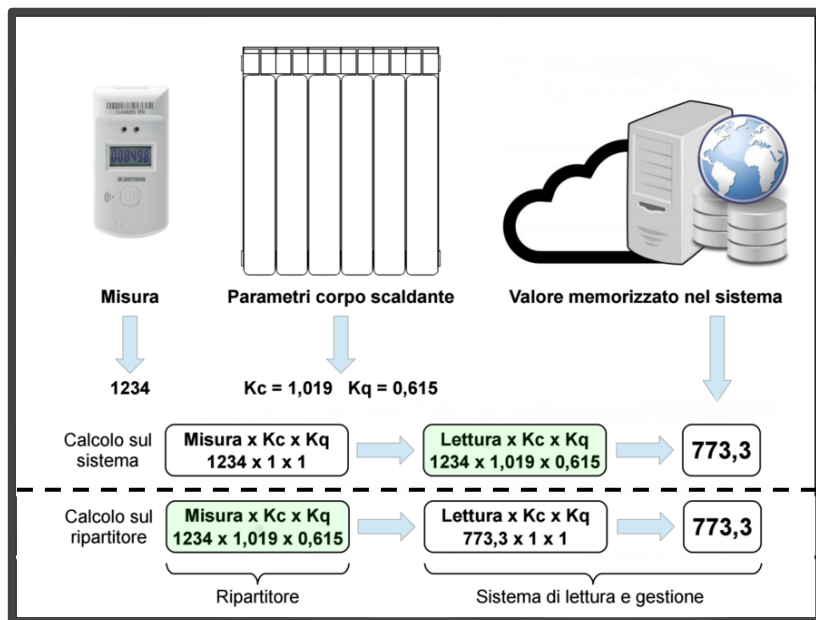 008498
Misura
Parametri corpo scaldante
Valore memorizzato nel sistema
1234
Kc = 1,019 Kq = 0,615
Calcolo sul
sistema
Misura x Kc x Kq
1234 x 1 x 1
Lettura x Kc x Kq
1234 x 1,019 x 0,615
773,3
Calcolo sul
ripartitore
Misura x Kc x Kq
1234 x 1,019 x 0,615
Lettura x Kc x Kq
773,3 x 1 x 1
773,3
Ripartitore
Sistema di lettura e gestione